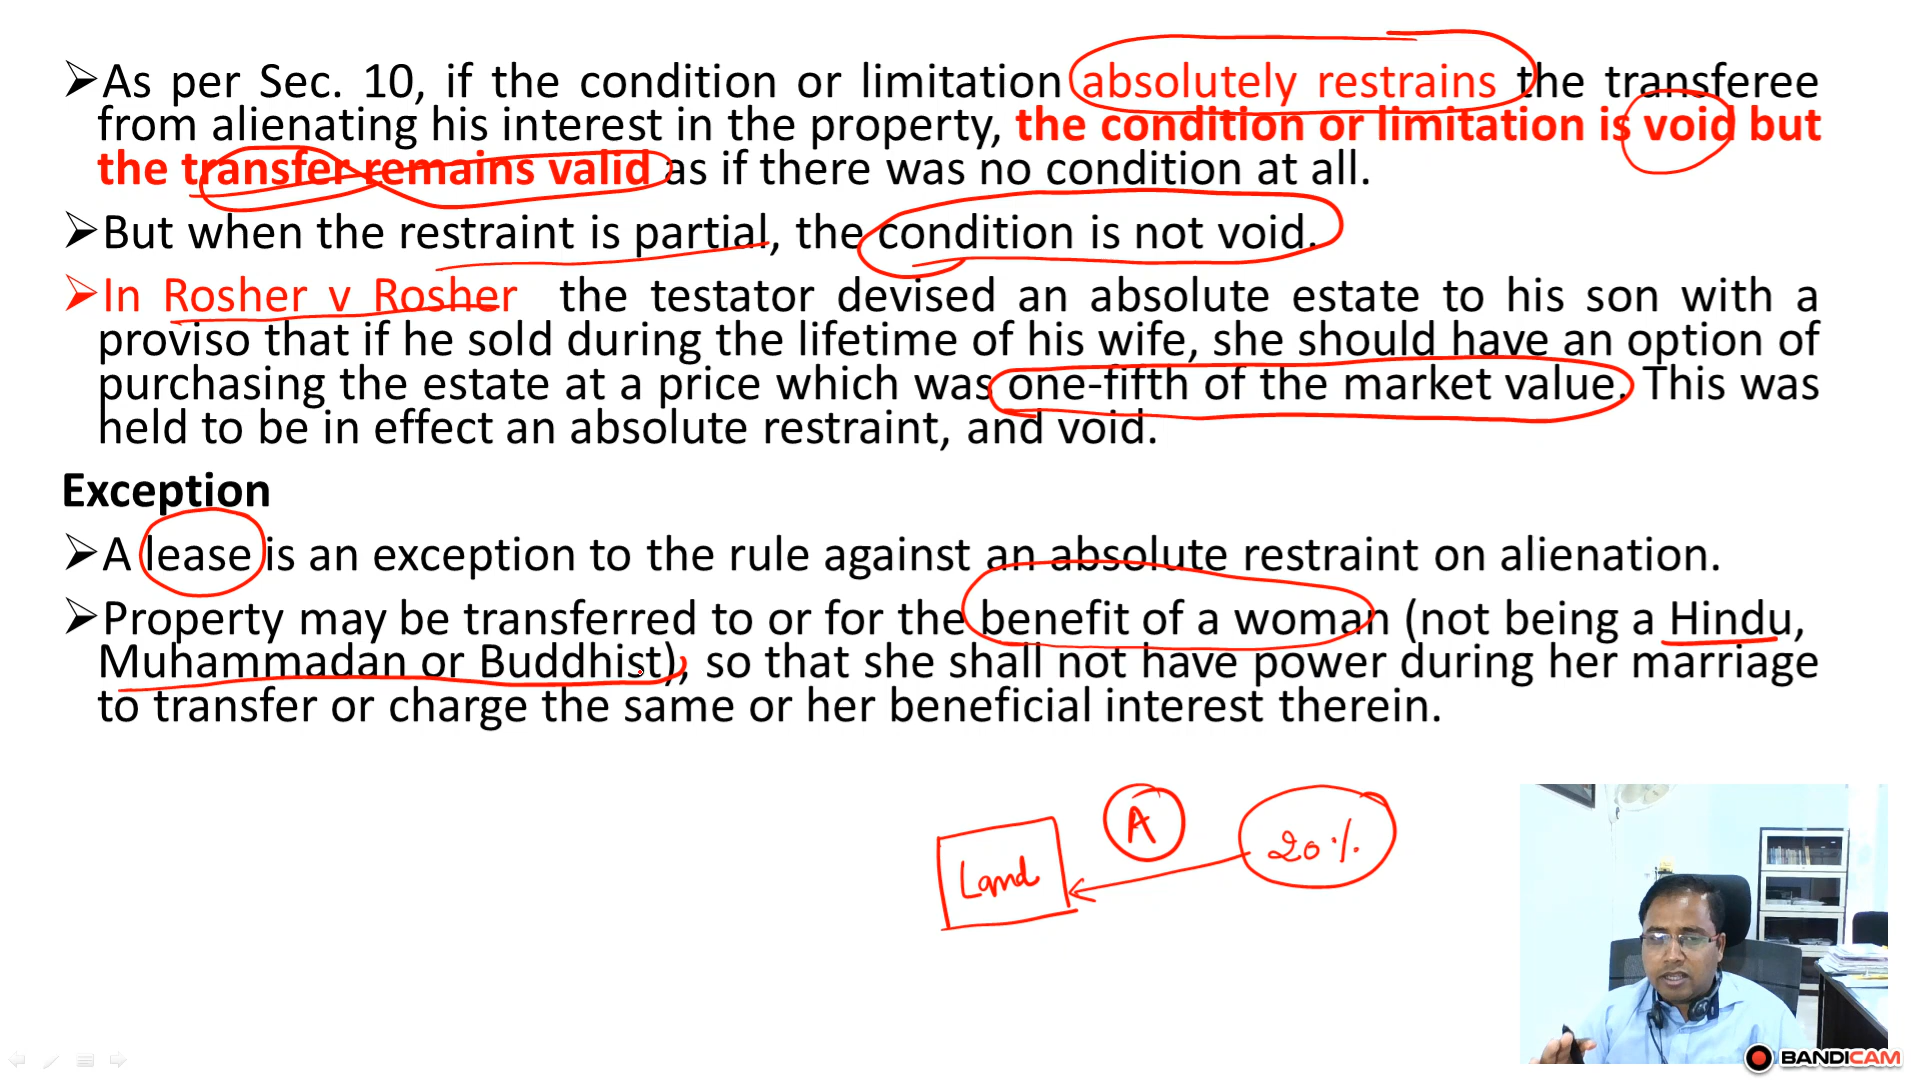 ➢As per Sec. 10, if the condition or limitation absolutely restrains the transferee
from alienating his interest in the property, the condition or limitation is void but
the transfer remains valid as if there was no condition at all.
➢But when the restraint is partial, the condition is not void.
➢In Rosher v Rosher the testator devised an absolute estate to his son with a
proviso that if he sold during the lifetime of his wife, she should have an option of
purchasing the estate at a price which was one-fifth of the market value. This was
held to be in effect an absolute restraint, and void.
Exception
➢A lease is an exception to the rule against an absolute restraint on alienation.
➢Property may be transferred to or for the benefit of a woman (not being a Hindu,
Muhammadan or Buddhist), so that she shall not have power during her marriage
to transfer or charge the same or her beneficial interest therein.
A
20%
Land
BANDICAM